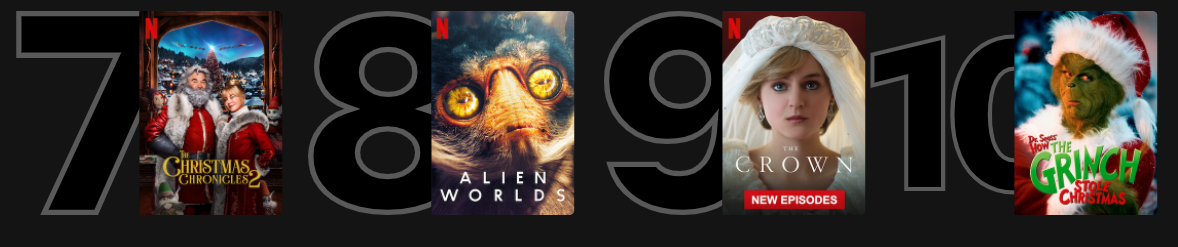 7
N
THE
CHRISTMAS
CHRONICLES 2
8
N
ALIEN
WORLDS
9
N
THE
CROWN
NEW EPISODES
10
Dr. Seuss'
HOW THE
GRINCH
STOLE
CHRISTMAS